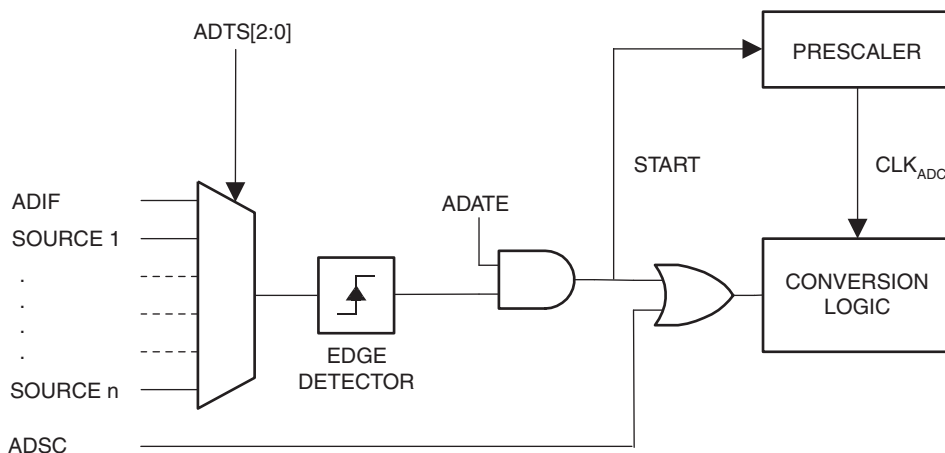 ADTS[2:0]
PRESCALER
START
CLK_ADC
ADIF
SOURCE 1
.
.
.
.
SOURCE n
ADATE
CONVERSION
LOGIC
EDGE
DETECTOR
ADSC